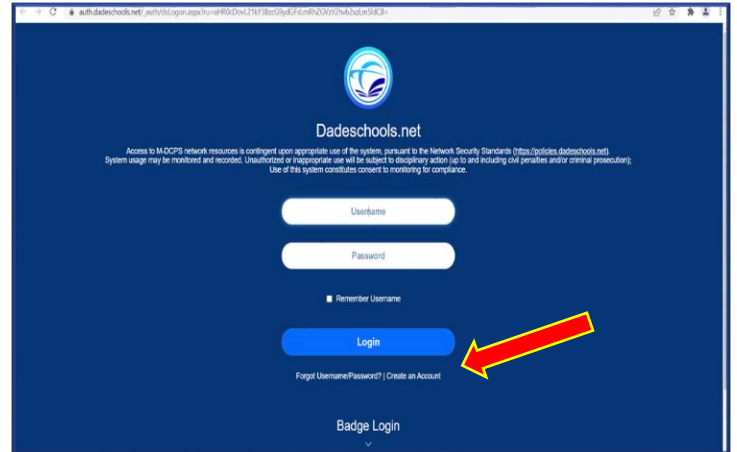 Dadeschools.net
Access to M-DCPS network resources is contingent upon appropriate use of the system, pursuant to the Network Security Standards (https://policies.dadeschools.net).
System usage may be monitored and recorded. Unauthorized or inappropriate use will be subject to disciplinary action (up to and including civil penalties and/or criminal prosecution);
Use of this system constitutes consent to monitoring for compliance.
Username
Password
Remember Username
Login
Forgot Username/Password? | Create an Account
Badge Login